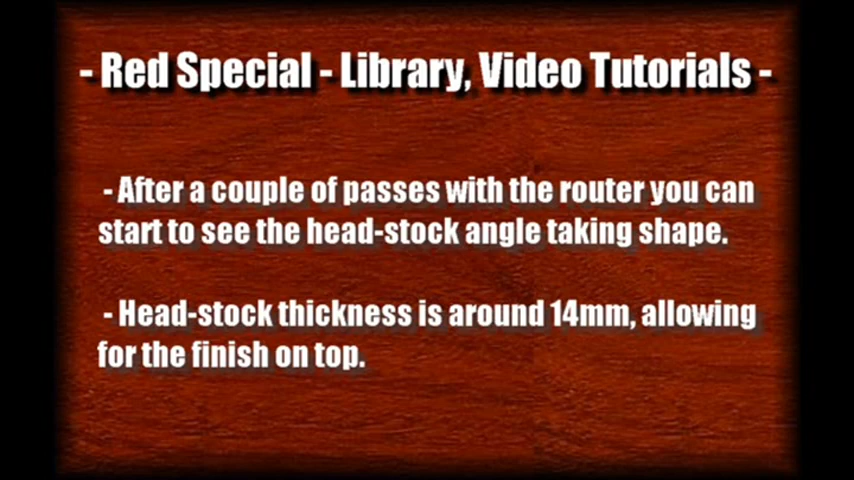 - Red Special - Library, Video Tutorials -
- After a couple of passes with the router you can
start to see the head-stock angle taking shape.
- Head-stock thickness is around 14mm, allowing
for the finish on top.